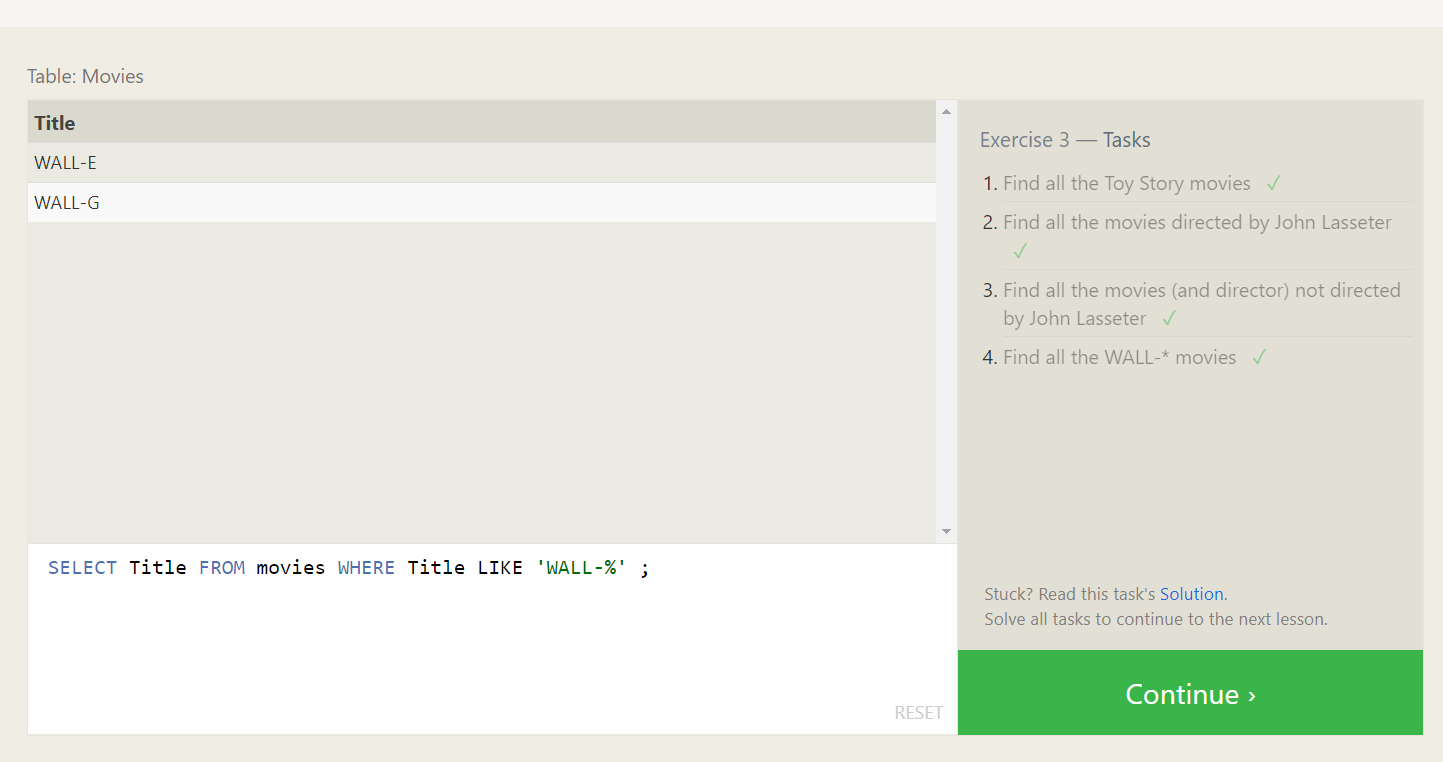 Table: Movies
Title
WALL-E
WALL-G
SELECT Title FROM movies WHERE Title LIKE 'WALL-%' ;
RESET
Exercise 3 — Tasks
1. Find all the Toy Story movies ✓
2. Find all the movies directed by John Lasseter
✓
3. Find all the movies (and director) not directed
by John Lasseter ✓
4. Find all the WALL-* movies ✓
Stuck? Read this task's Solution.
Solve all tasks to continue to the next lesson.
Continue ›